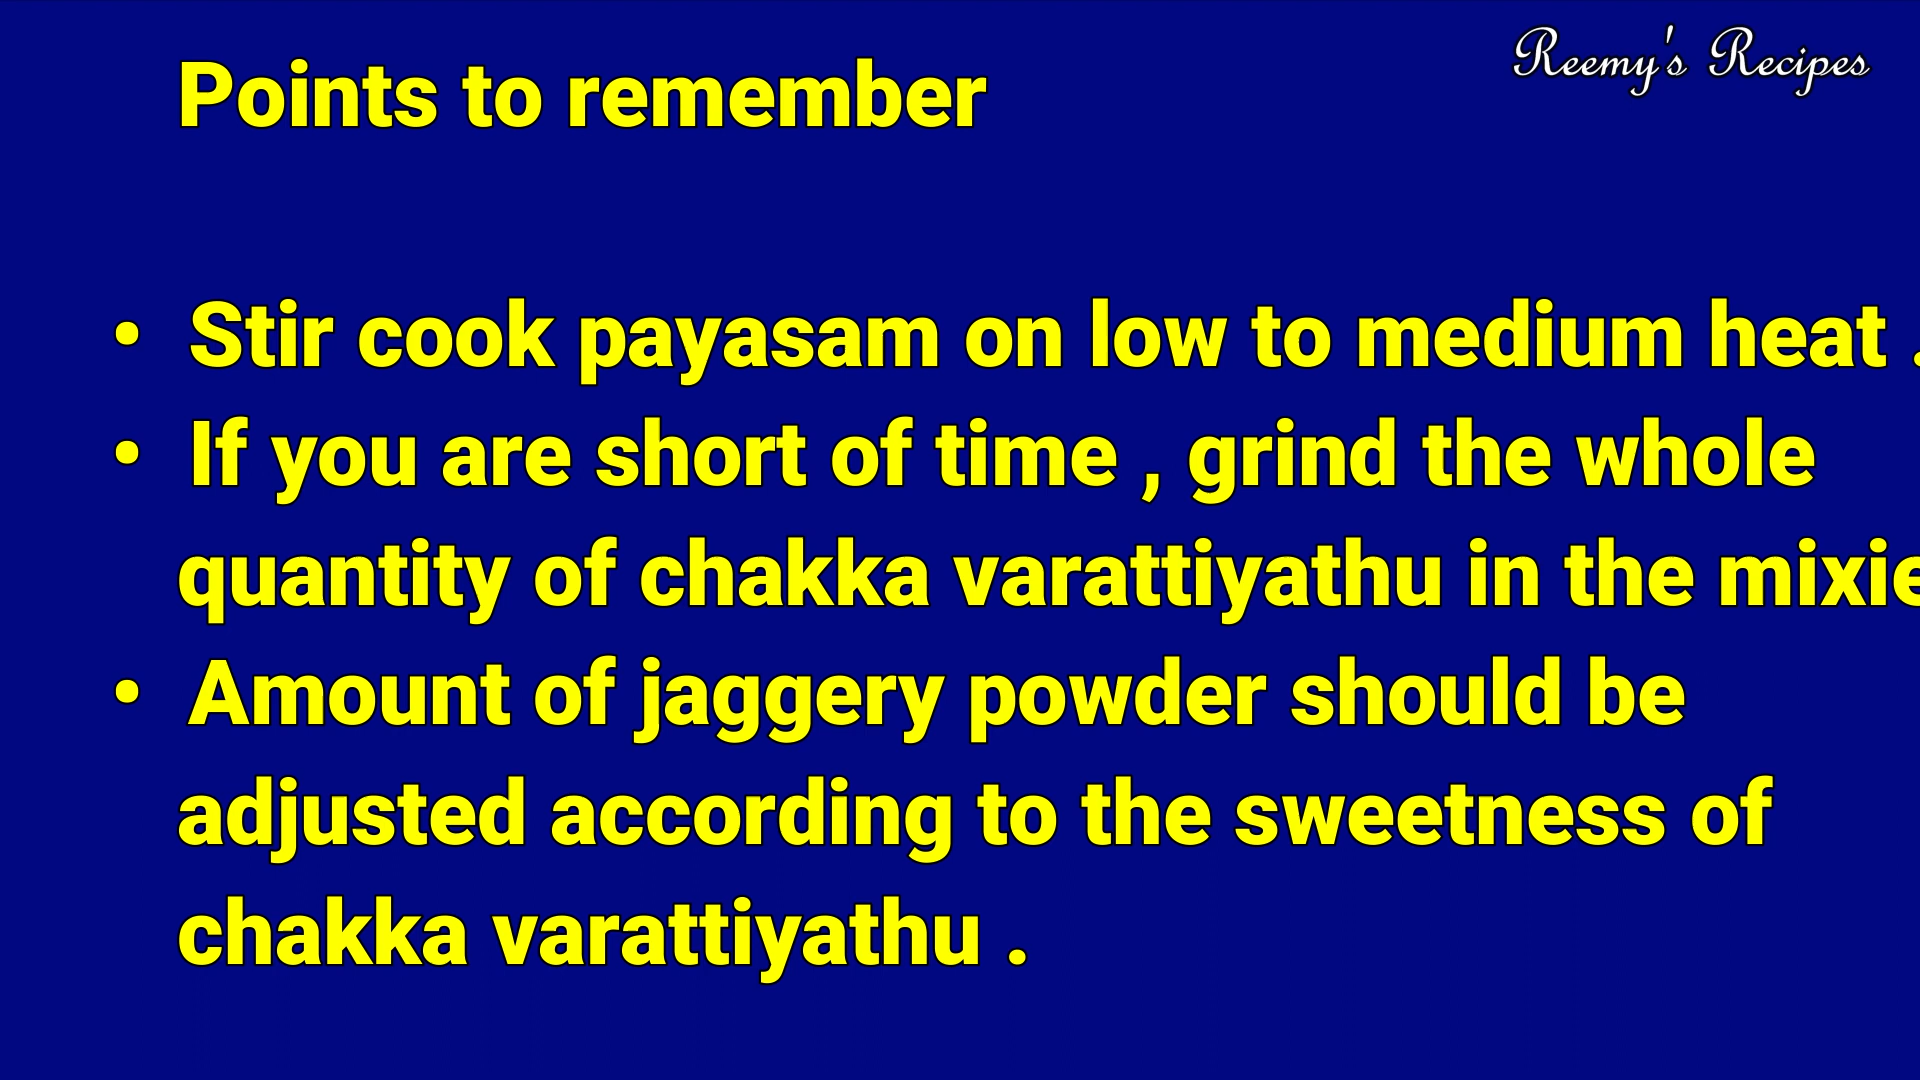 Reemy's Recipes
Points to remember
• Stir cook payasam on low to medium heat .
• If you are short of time , grind the whole
quantity of chakka varattiyathu in the mixie
• Amount of jaggery powder should be
adjusted according to the sweetness of
chakka varattiyathu .